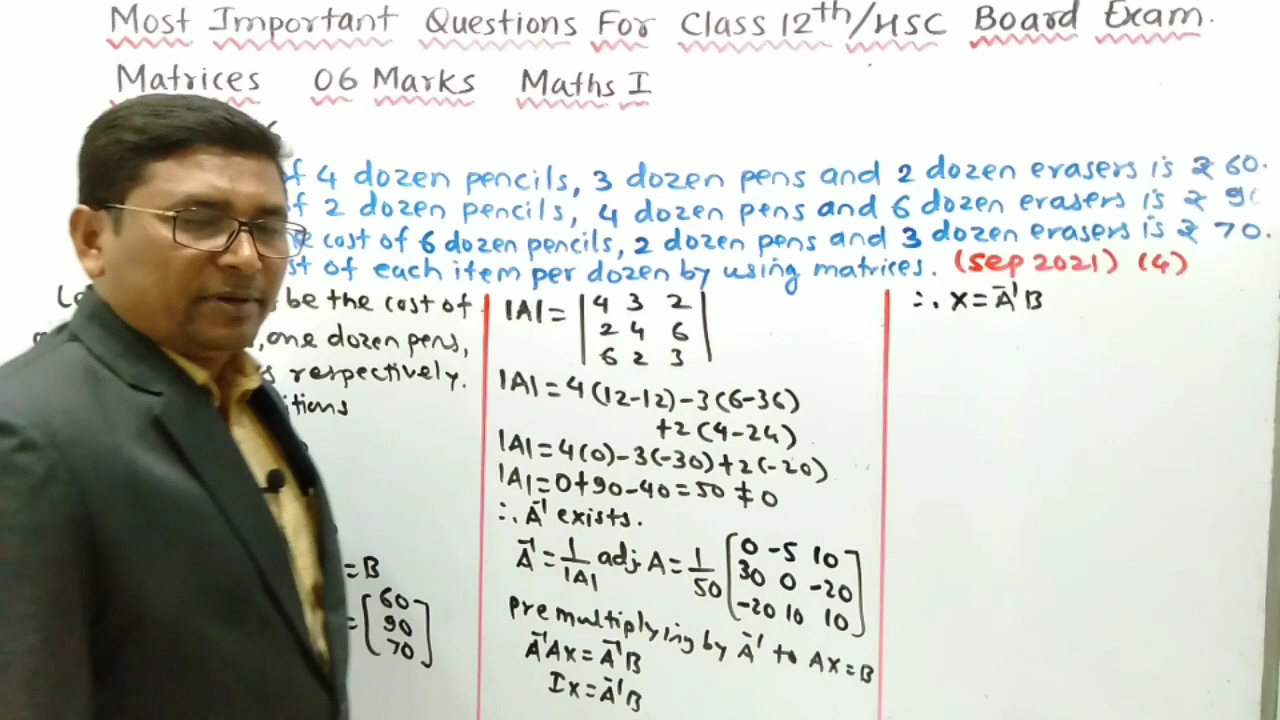 Most Important Questions For Class 12th/HSC Board Exam.
Matrices 06 Marks Maths I
of 4 dozen pencils, 3 dozen pens and 2 dozen erasers is ₹ 60.
of 2 dozen pencils, 4 dozen pens and 6 dozen erasers is ₹ 90
cost of 6 dozen pencils, 2 dozen pens and 3 dozen erasers is ₹ 70.
st of each item per dozen by using matrices. (Sep 2021) (4)
be the cost of
, one dozen pens,
s respectively.
itions
= B
= [60
90
70]
|A| = |4 3 2|
|2 4 6|
|6 2 3|
|A| = 4(12-12)-3(6-36)
+2(4-24)
|A| = 4(0)-3(-30)+2(-20)
|A| = 0+90-40 = 50 ≠ 0
∴ A⁻¹ exists.
A⁻¹ = 1/|A| adj A = 1/50 [0 -5 10
30 0 -20
-20 10 10]
Pre multiplying by A⁻¹ to AX = B
A⁻¹AX = A⁻¹B
IX = A⁻¹B
∴ X = A⁻¹B